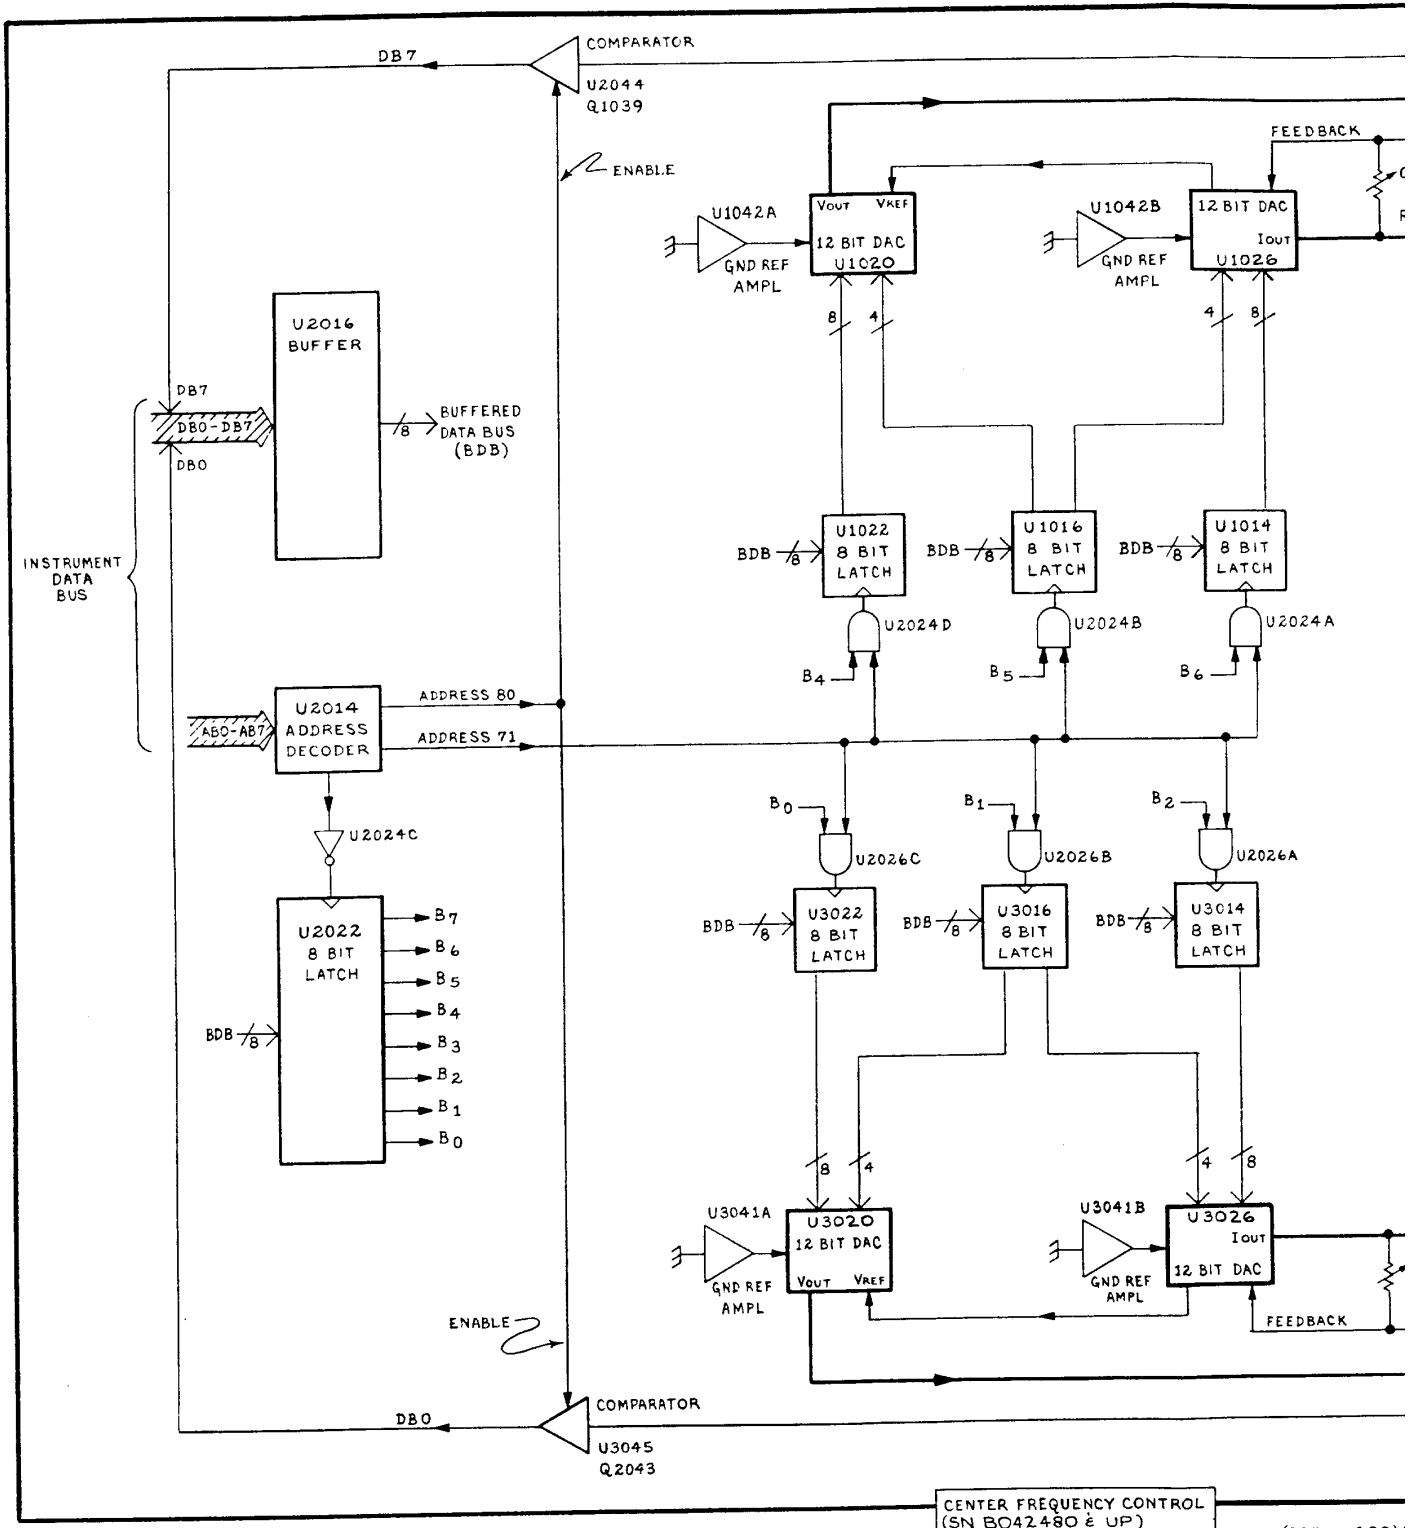 DB7
COMPARATOR
U2044
Q1039
ENABLE
FEEDBACK
U1042A
GND REF
AMPL
VOUT VREF
12 BIT DAC
U1020
U1042B
GND REF
AMPL
12 BIT DAC
IOUT
U1026
8
4
4
8
U2016
BUFFER
DB7
DB0-DB7
DB0
8
BUFFERED
DATA BUS
(BDB)
INSTRUMENT
DATA
BUS
BDB
8
U1022
8 BIT
LATCH
BDB
8
U1016
8 BIT
LATCH
BDB
8
U1014
8 BIT
LATCH
U2024D
U2024B
U2024A
B4
B5
B6
AB0-AB7
U2014
ADDRESS
DECODER
ADDRESS 80
ADDRESS 71
U2024C
B0
B1
B2
U2026C
U2026B
U2026A
BDB
8
U3022
8 BIT
LATCH
BDB
8
U3016
8 BIT
LATCH
BDB
8
U3014
8 BIT
LATCH
U2022
8 BIT
LATCH
BDB
8
B7
B6
B5
B4
B3
B2
B1
B0
8
4
4
8
U3041A
GND REF
AMPL
U3020
12 BIT DAC
VOUT VREF
U3041B
GND REF
AMPL
U3026
IOUT
12 BIT DAC
FEEDBACK
ENABLE
DB0
COMPARATOR
U3045
Q2043
CENTER FREQUENCY CONTROL
(SN B042480 & UP)